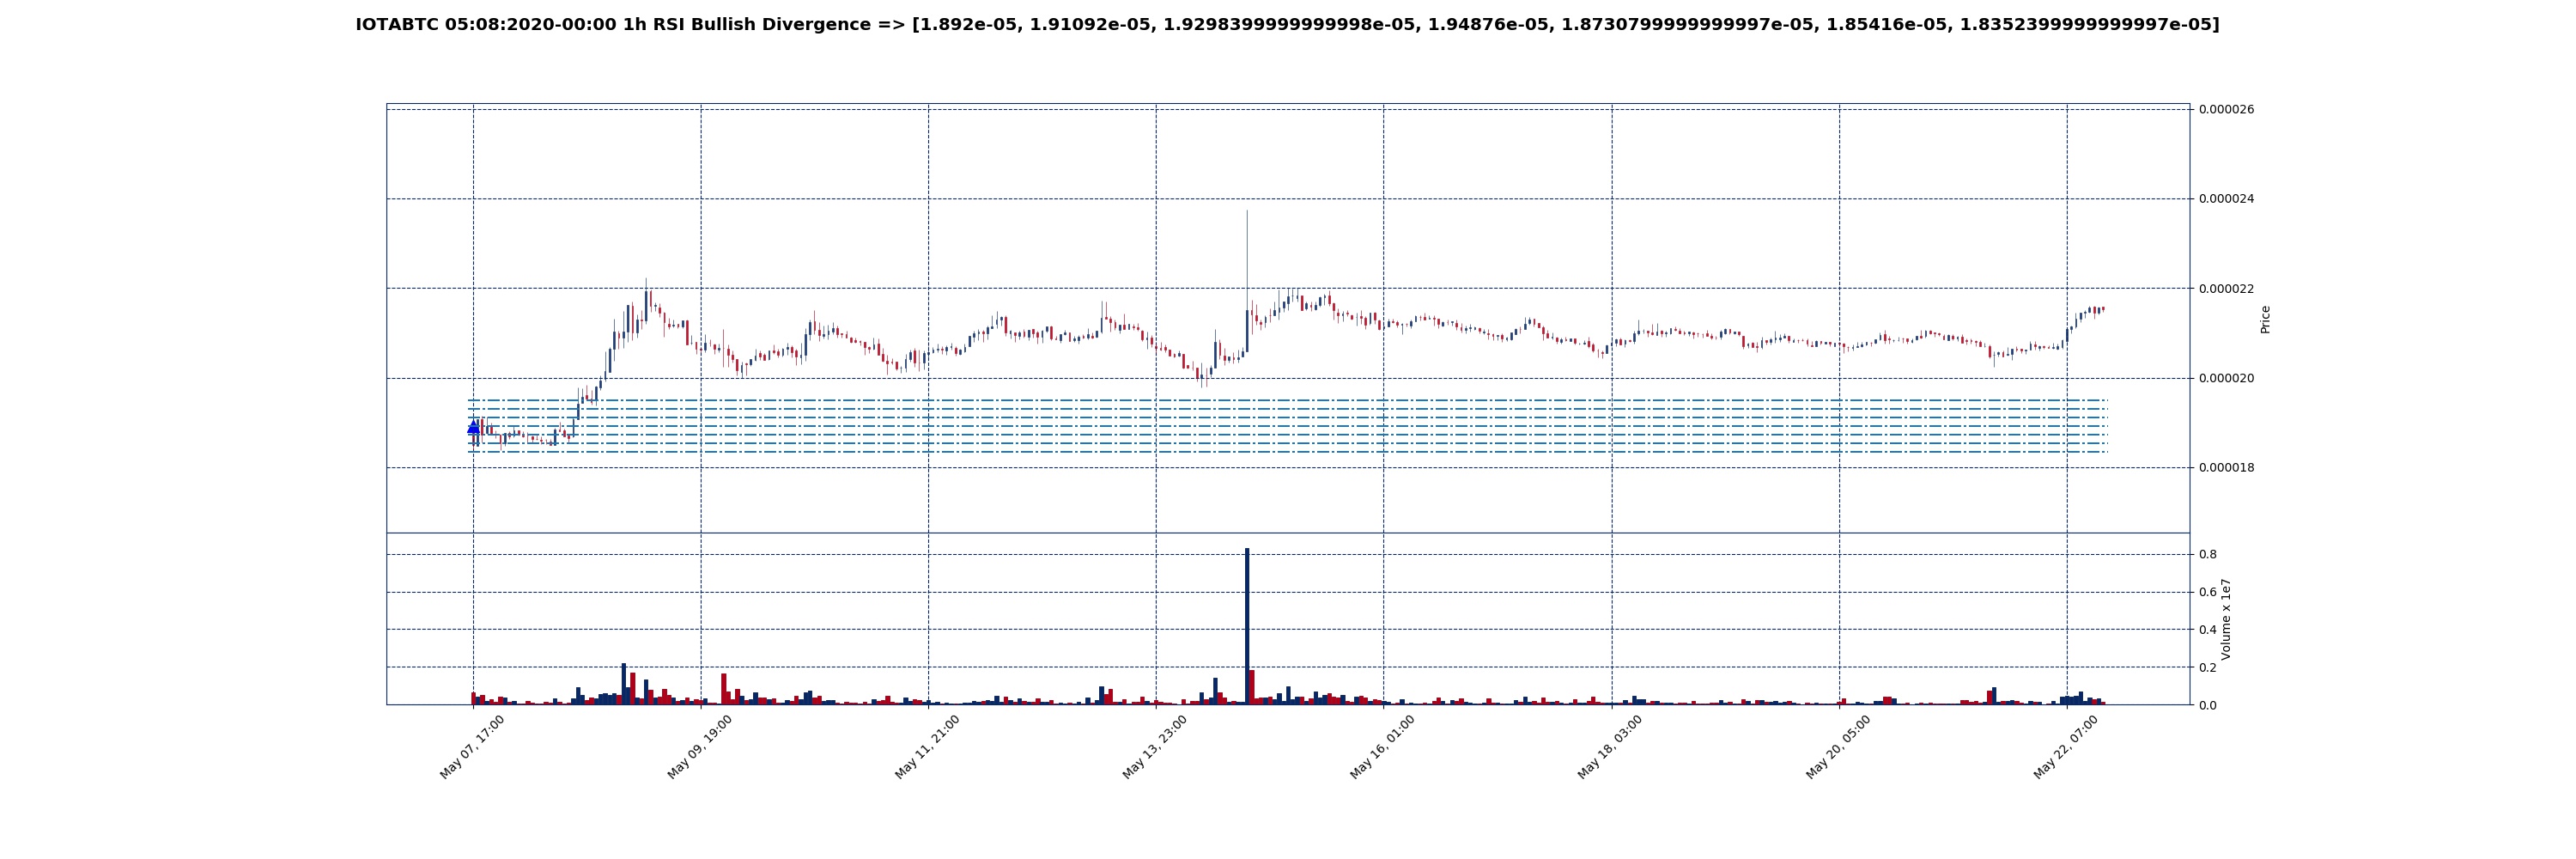 IOTABTC 05:08:2020-00:00 1h RSI Bullish Divergence => [1.892e-05, 1.91092e-05, 1.9298399999999998e-05, 1.94876e-05, 1.8730799999999997e-05, 1.85416e-05, 1.8352399999999997e-05]
0.000026
0.000024
0.000022
0.000020
0.000018
Price
0.8
0.6
0.4
0.2
0.0
Volume x 1e7
May 07, 17:00
May 09, 19:00
May 11, 21:00
May 13, 23:00
May 16, 01:00
May 18, 03:00
May 20, 05:00
May 22, 07:00